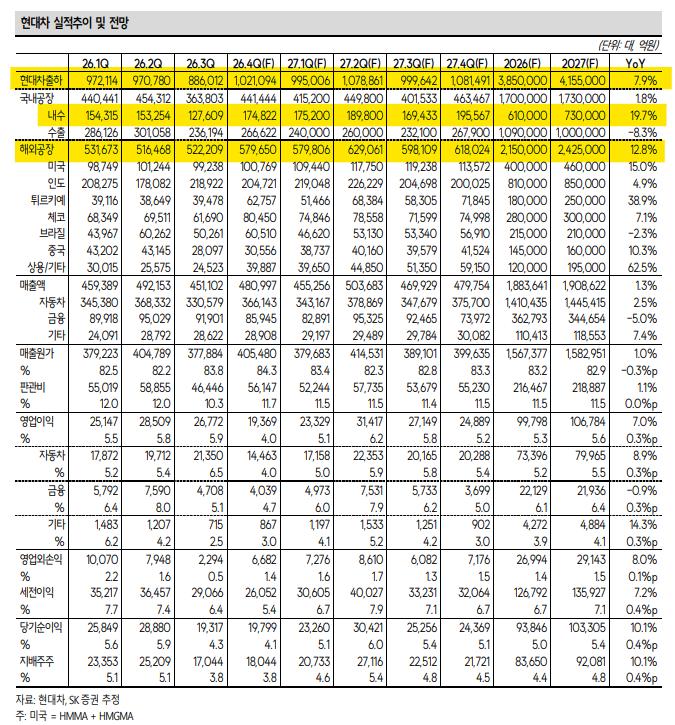 현대차 실적추이 및 전망
(단위: 대, 억원)
26.1Q 26.2Q 26.3Q 26.4Q(F) 27.1Q(F) 27.2Q(F) 27.3Q(F) 27.4Q(F) 2026(F) 2027(F) YoY
현대차출하 972,114 970,780 886,012 1,021,094 995,006 1,078,861 999,642 1,081,491 3,850,000 4,155,000 7.9%
국내공장 440,441 454,312 363,803 441,444 415,200 449,800 401,533 463,467 1,700,000 1,730,000 1.8%
내수 154,315 153,254 127,609 174,822 175,200 189,800 169,433 195,567 610,000 730,000 19.7%
수출 286,126 301,058 236,194 266,622 240,000 260,000 232,100 267,900 1,090,000 1,000,000 -8.3%
해외공장 531,673 516,468 522,209 579,650 579,806 629,061 598,109 618,024 2,150,000 2,425,000 12.8%
미국 98,749 101,244 99,238 100,769 109,440 117,750 119,238 113,572 400,000 460,000 15.0%
인도 208,275 178,082 218,922 204,721 219,048 226,229 204,698 200,025 810,000 850,000 4.9%
튀르키예 39,116 38,649 39,478 62,757 51,466 68,384 58,305 71,845 180,000 250,000 38.9%
체코 68,349 69,511 61,690 80,450 74,846 78,558 71,599 74,998 280,000 300,000 7.1%
브라질 43,967 60,262 50,261 60,510 46,620 53,130 53,340 56,910 215,000 210,000 -2.3%
중국 43,202 43,145 28,097 30,556 38,737 40,160 39,579 41,524 145,000 160,000 10.3%
상용/기타 30,015 25,575 24,523 39,887 39,650 44,850 51,350 59,150 120,000 195,000 62.5%
매출액 459,389 492,153 451,102 480,997 455,256 503,683 469,929 479,754 1,883,641 1,908,622 1.3%
자동차 345,380 368,332 330,579 366,143 343,167 378,869 347,679 375,700 1,410,435 1,445,415 2.5%
금융 89,918 95,029 91,901 85,945 82,891 95,325 92,465 73,972 362,793 344,654 -5.0%
기타 24,091 28,792 28,622 28,908 29,197 29,489 29,784 30,082 110,413 118,553 7.4%
매출원가 379,223 404,789 377,884 405,480 379,683 414,531 389,101 399,635 1,567,377 1,582,951 1.0%
% 82.5 82.2 83.8 84.3 83.4 82.3 82.8 83.3 83.2 82.9 -0.3%p
판관비 55,019 58,855 46,446 56,147 52,244 57,735 53,679 55,230 216,467 218,887 1.1%
% 12.0 12.0 10.3 11.7 11.5 11.5 11.4 11.5 11.5 11.5 0.0%p
영업이익 25,147 28,509 26,772 19,369 23,329 31,417 27,149 24,889 99,798 106,784 7.0%
% 5.5 5.8 5.9 4.0 5.1 6.2 5.8 5.2 5.3 5.6 0.3%p
자동차 17,872 19,712 21,350 14,463 17,158 22,353 20,165 20,288 73,396 79,965 8.9%
% 5.2 5.4 6.5 4.0 5.0 5.9 5.8 5.4 5.2 5.5 0.3%p
금융 5,792 7,590 4,708 4,039 4,973 7,531 5,733 3,699 22,129 21,936 -0.9%
% 6.4 8.0 5.1 4.7 6.0 7.9 6.2 5.0 6.1 6.4 0.3%p
기타 1,483 1,207 715 867 1,197 1,533 1,251 902 4,272 4,884 14.3%
% 6.2 4.2 2.5 3.0 4.1 5.2 4.2 3.0 3.9 4.1 0.3%p
영업외손익 10,070 7,948 2,294 6,682 7,276 8,610 6,082 7,176 26,994 29,143 8.0%
% 2.2 1.6 0.5 1.4 1.6 1.7 1.3 1.5 1.4 1.5 0.1%p
세전이익 35,217 36,457 29,066 26,052 30,605 40,027 33,231 32,064 126,792 135,927 7.2%
% 7.7 7.4 6.4 5.4 6.7 7.9 7.1 6.7 6.7 7.1 0.4%p
당기순이익 25,849 28,880 19,317 19,799 23,260 30,421 25,256 24,369 93,846 103,305 10.1%
% 5.6 5.9 4.3 4.1 5.1 6.0 5.4 5.1 5.0 5.4 0.4%p
지배주주 23,353 25,209 17,044 18,044 20,733 27,116 22,512 21,721 83,650 92,081 10.1%
% 5.1 5.1 3.8 3.8 4.6 5.4 4.8 4.5 4.4 4.8 0.4%p
자료: 현대차, SK 증권 추정
주: 미국 = HMMA + HMGMA